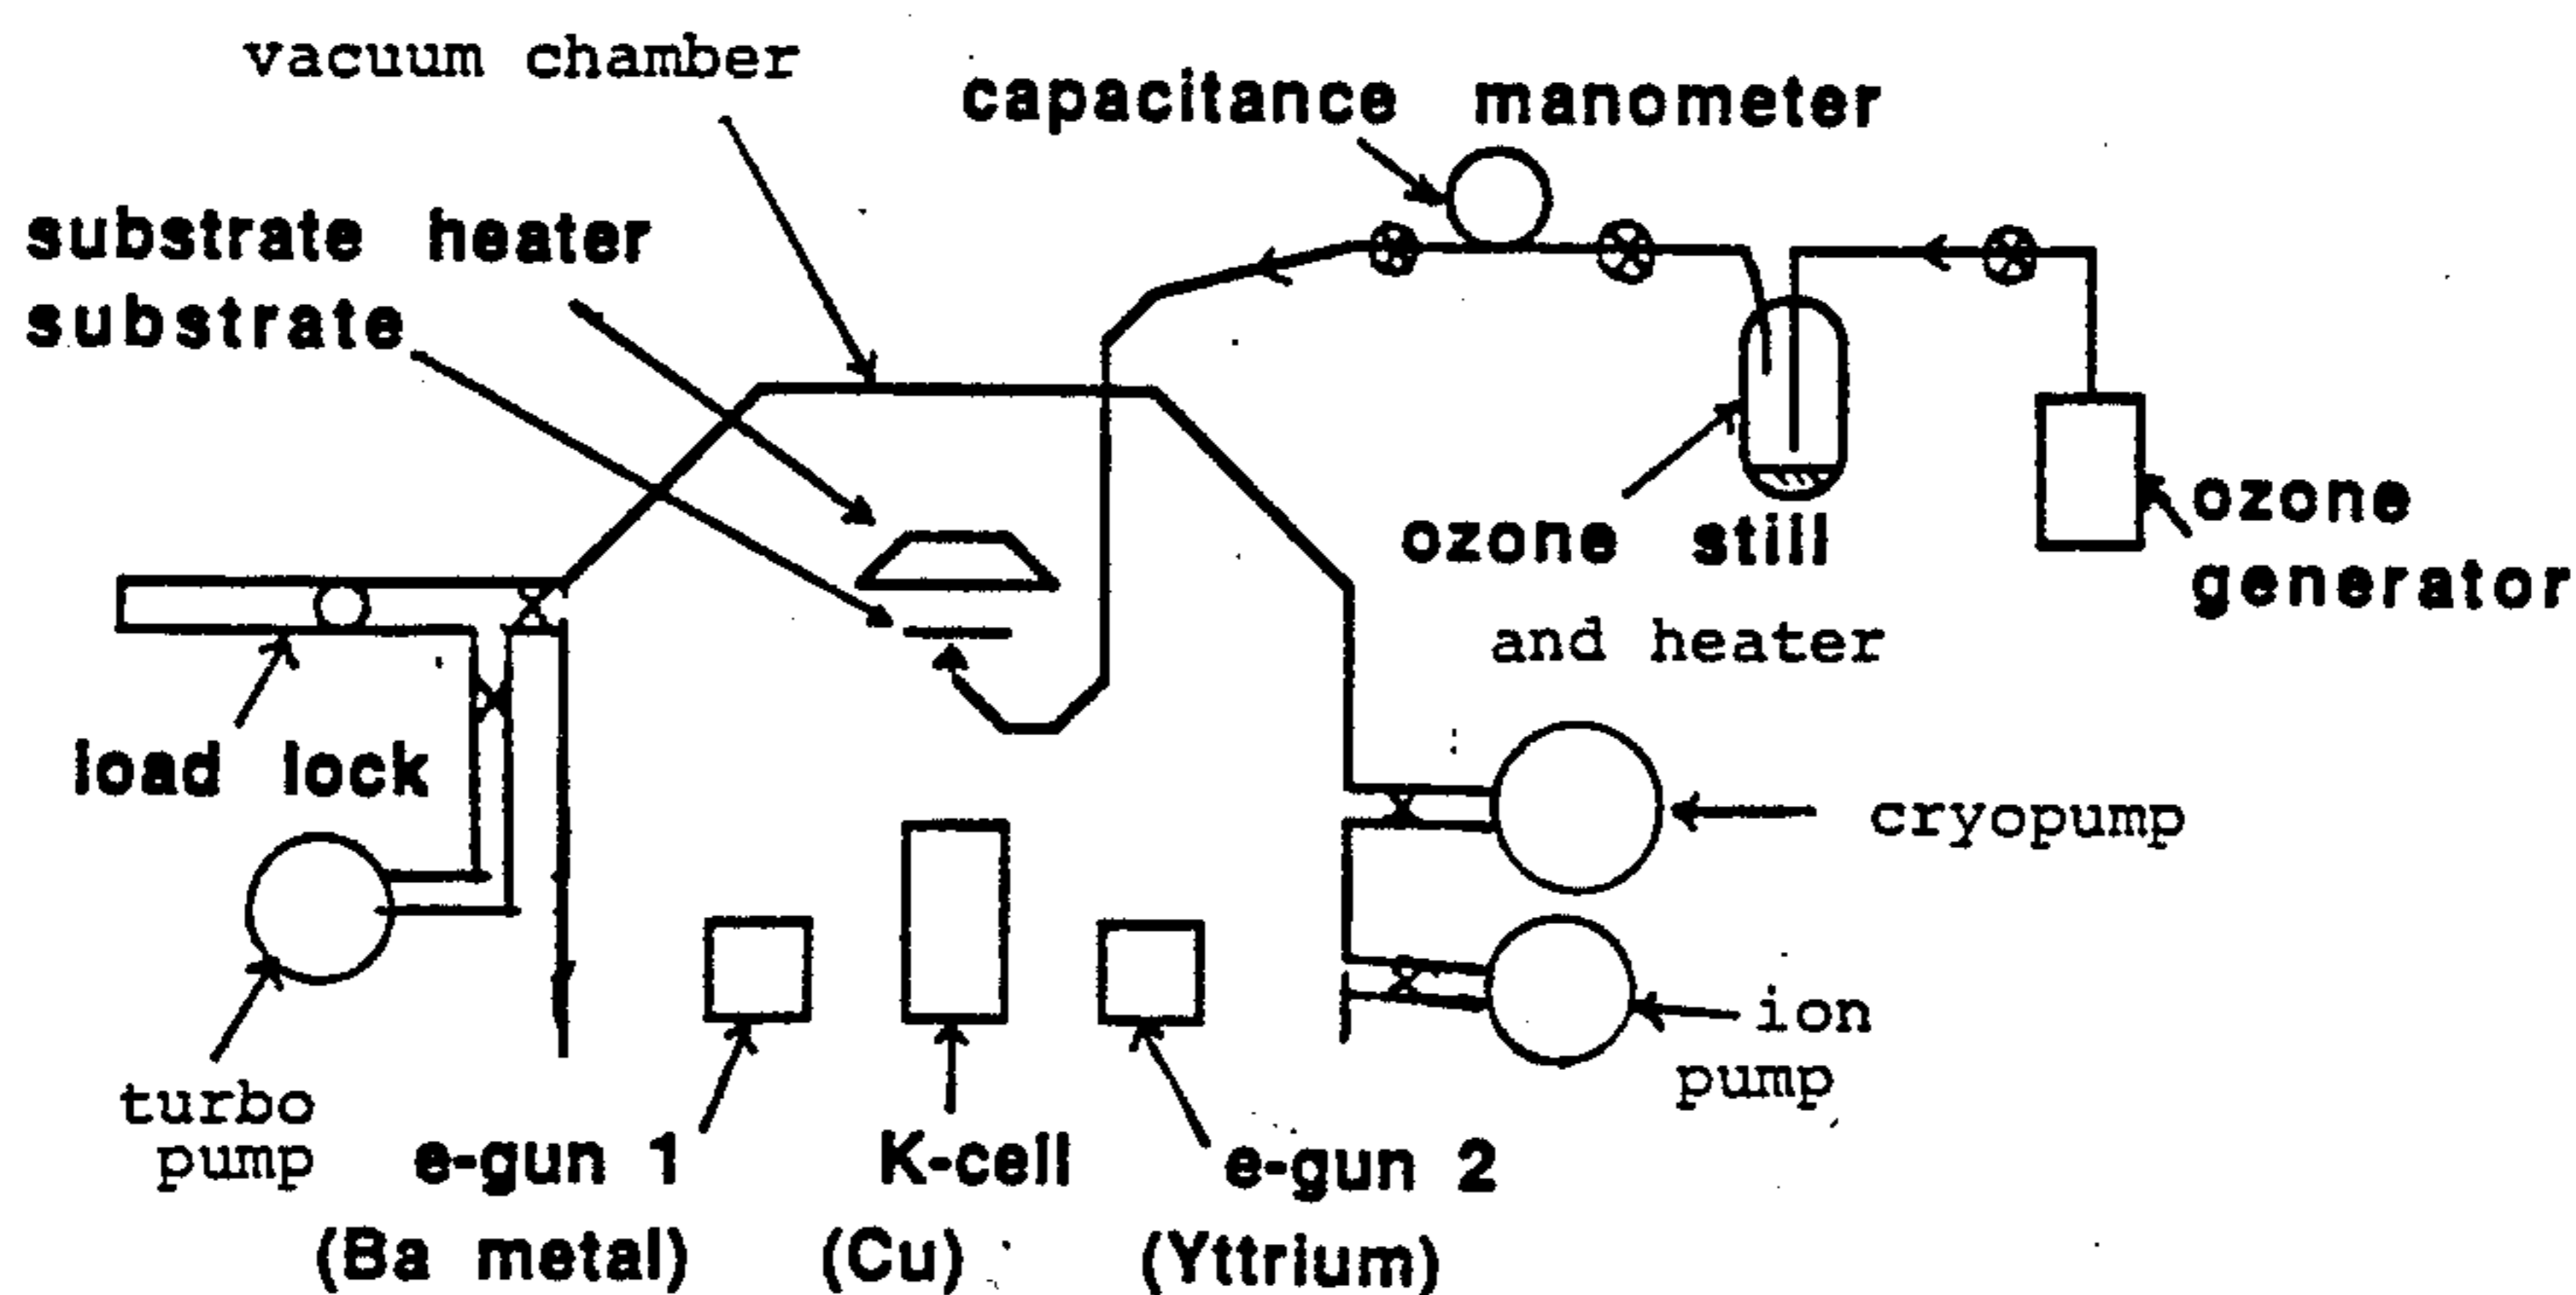 vacuum chamber
capacitance manometer
substrate heater
substrate
ozone still
and heater
ozone
generator
load lock
cryopump
ion
pump
turbo
pump
e-gun 1
(Ba metal)
K-cell
(Cu)
e-gun 2
(Yttrium)